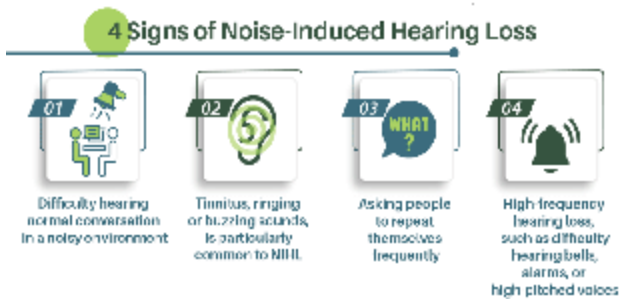 4 Signs of Noise-Induced Hearing Loss
01
02
03
WHAT
?
04
Difficulty hearing
normal conversation
in a noisy environment
Tinnitus, ringing
or buzzing sounds,
is particularly
common to NIHL
Asking people
to repeat
themselves
frequently
High-frequency
hearing loss,
such as difficulty
hearing bells,
alarms, or
high-pitched voices